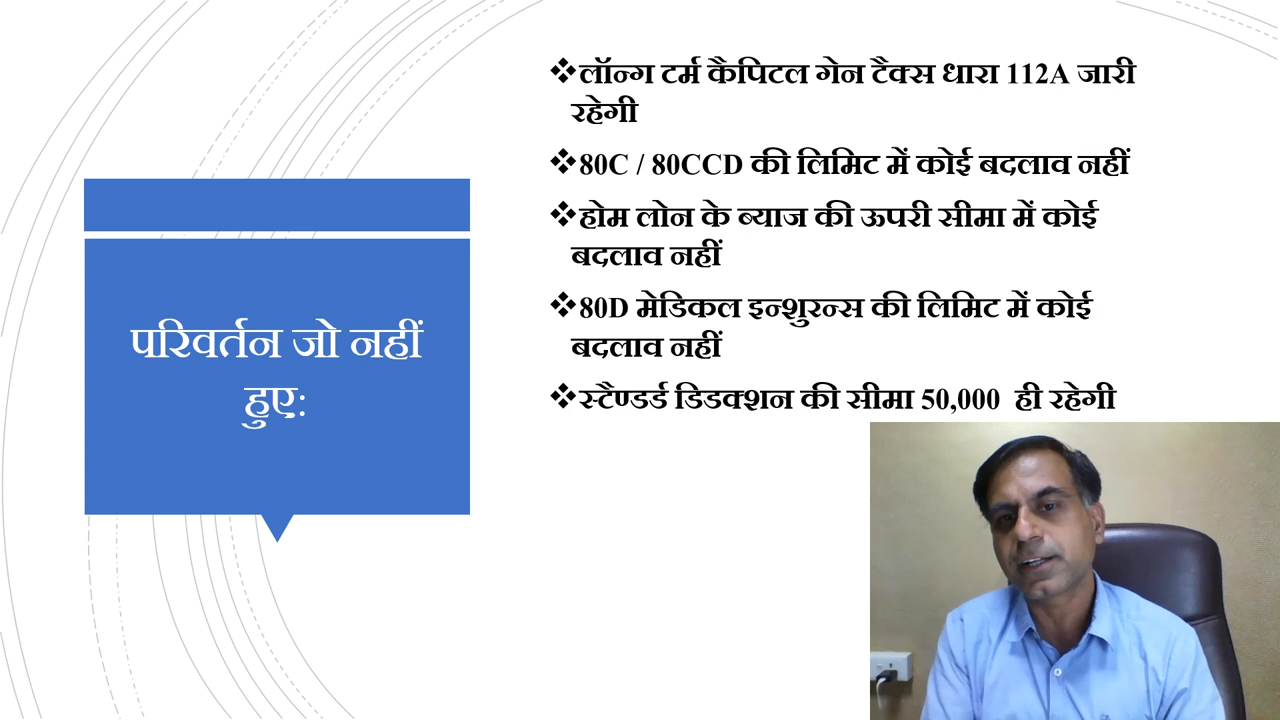 परिवर्तन जो नहीं
हुए:
❖लॉन्ग टर्म कैपिटल गेन टैक्स धारा 112A जारी
रहेगी
❖80C / 80CCD की लिमिट में कोई बदलाव नहीं
❖होम लोन के ब्याज की ऊपरी सीमा में कोई
बदलाव नहीं
❖80D मेडिकल इन्शुरन्स की लिमिट में कोई
बदलाव नहीं
❖स्टैण्डर्ड डिडक्शन की सीमा 50,000 ही रहेगी